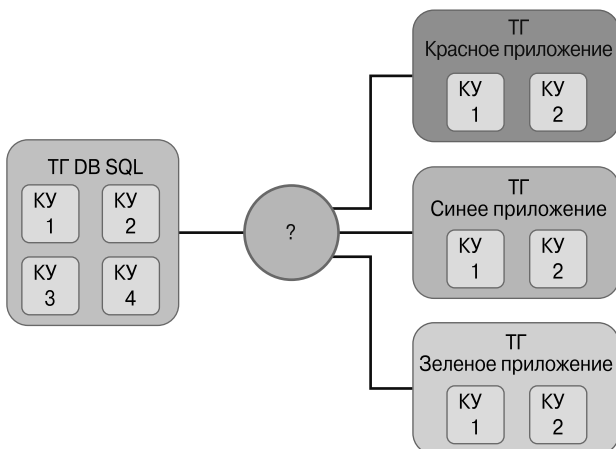 ТГ DB SQL
КУ
1
КУ
2
КУ
3
КУ
4
?
ТГ
Красное приложение
КУ
1
КУ
2
ТГ
Синее приложение
КУ
1
КУ
2
ТГ
Зеленое приложение
КУ
1
КУ
2